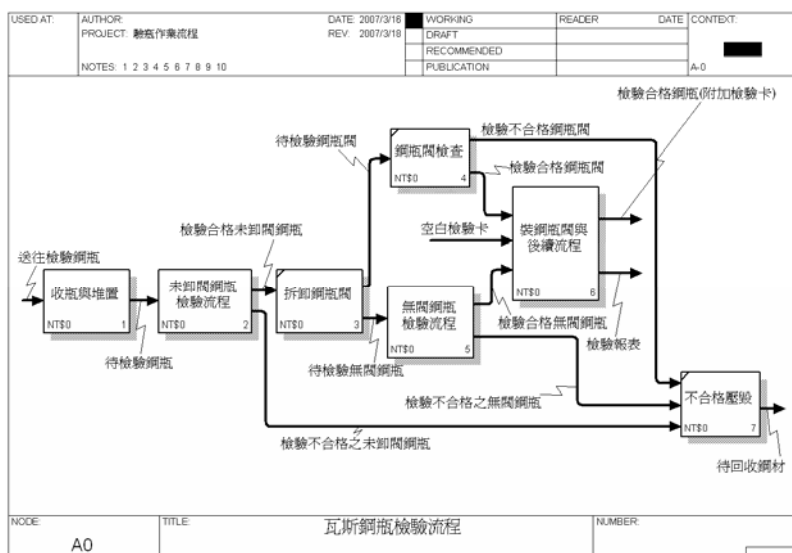 USED AT:
AUTHOR:
DATE: 2007/3/16
WORKING
READER
DATE
CONTEXT:
PROJECT: 驗瓶作業流程
REV: 2007/3/18
DRAFT
RECOMMENDED
NOTES: 1 2 3 4 5 6 7 8 9 10
PUBLICATION
A-0
檢驗合格鋼瓶(附加檢驗卡)
檢驗不合格鋼瓶閥
待檢驗鋼瓶閥
鋼瓶閥檢查
NT$0 4
檢驗合格鋼瓶閥
檢驗合格未卸閥鋼瓶
空白檢驗卡
裝鋼瓶閥與
後續流程
NT$0 6
送往檢驗鋼瓶
收瓶與堆置
NT$0 1
未卸閥鋼瓶
檢驗流程
NT$0 2
拆卸鋼瓶閥
NT$0 3
無閥鋼瓶
檢驗流程
NT$0 5
檢驗合格無閥鋼瓶
檢驗報表
待檢驗鋼瓶
待檢驗無閥鋼瓶
檢驗不合格之無閥鋼瓶
不合格壓毀
NT$0 7
檢驗不合格之未卸閥鋼瓶
待回收鋼材
NODE:
TITLE:
瓦斯鋼瓶檢驗流程
NUMBER:
A0